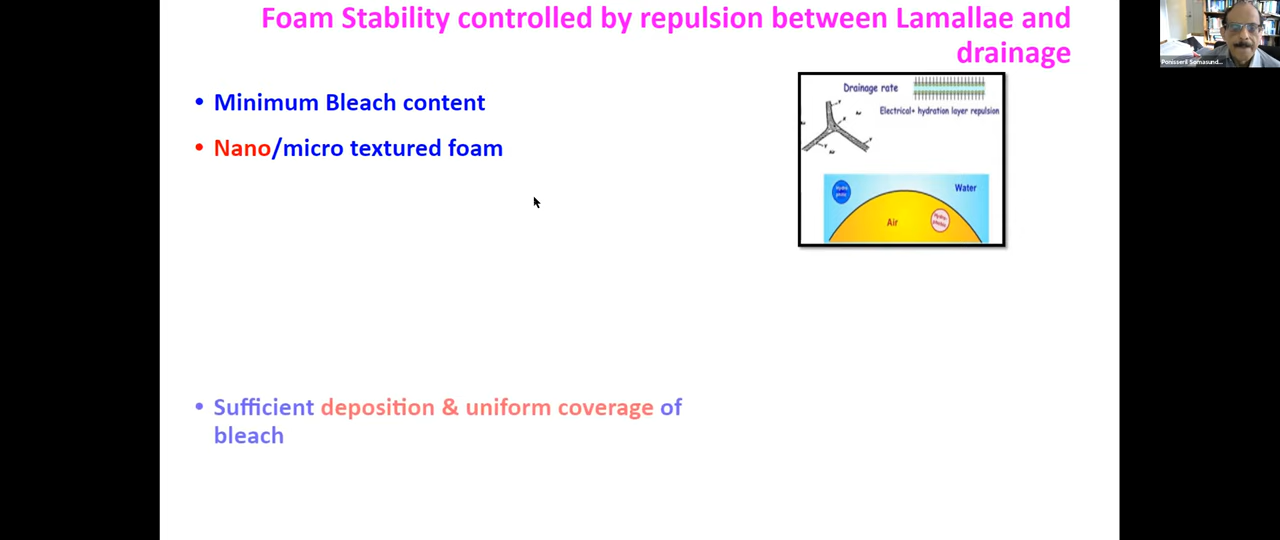 Foam Stability controlled by repulsion between Lamallae and
drainage
• Minimum Bleach content
• Nano/micro textured foam
Drainage rate
Electrical+ hydration layer repulsion
Water
Air
• Sufficient deposition & uniform coverage of
bleach
Ponisseril Somasund...